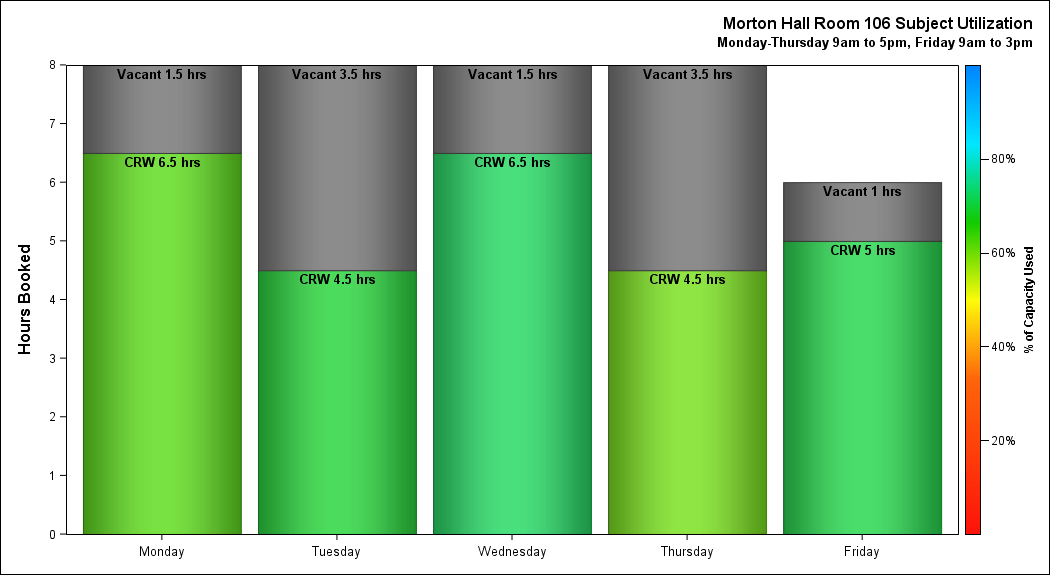 Morton Hall Room 106 Subject Utilization
Monday-Thursday 9am to 5pm, Friday 9am to 3pm
Hours Booked
8
7
6
5
4
3
2
1
0
Vacant 1.5 hrs
CRW 6.5 hrs
Vacant 3.5 hrs
CRW 4.5 hrs
Vacant 1.5 hrs
CRW 6.5 hrs
Vacant 3.5 hrs
CRW 4.5 hrs
Vacant 1 hrs
CRW 5 hrs
Monday
Tuesday
Wednesday
Thursday
Friday
80%
60%
40%
20%
% of Capacity Used